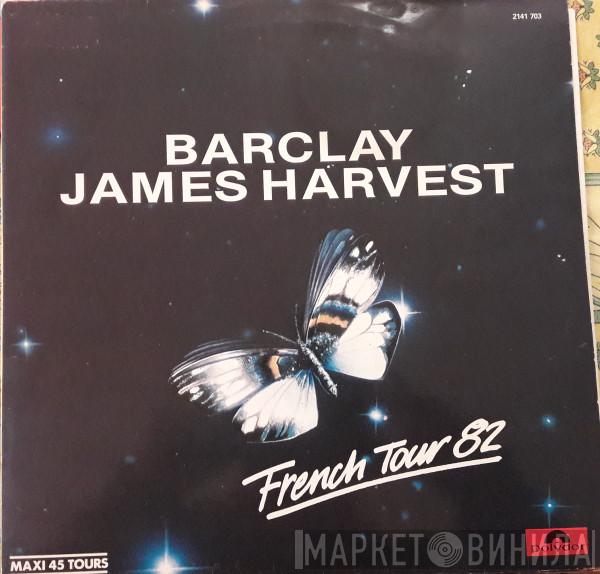 2141 703
BARCLAY
JAMES HARVEST
French Tour 82
polydor
MAXI 45 TOURS
МАРКЕТ ВИНИЛА